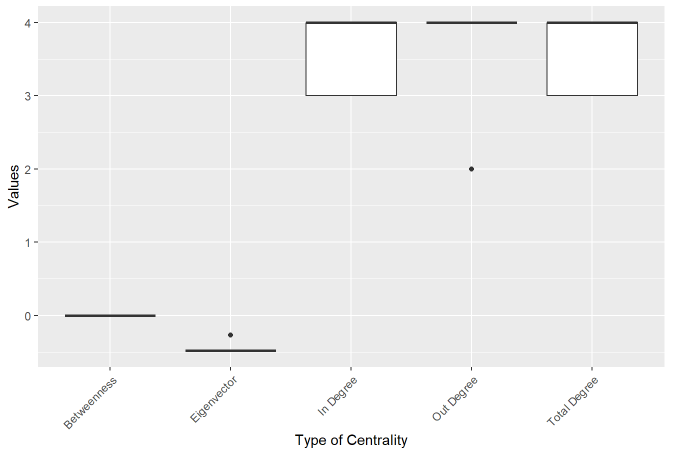 4
3
2
1
0
Values
Betweenness
Eigenvector
In Degree
Out Degree
Total Degree
Type of Centrality